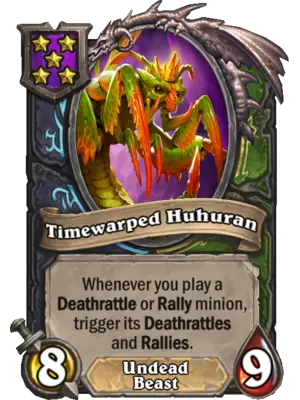 Timewarped Huhuran
Whenever you play a
Deathrattle or Rally minion,
trigger its Deathrattles
and Rallies.
8
Undead
Beast
9